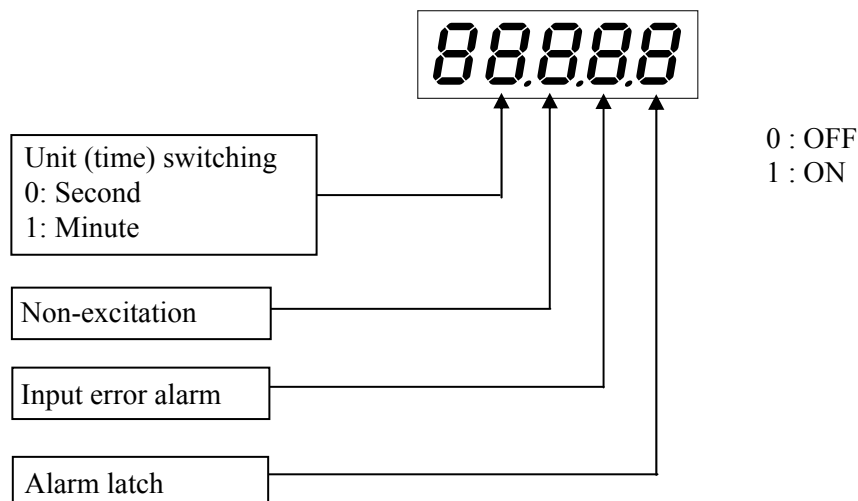 88.8.8.8
Unit (time) switching
0: Second
1: Minute
0 : OFF
1 : ON
Non-excitation
Input error alarm
Alarm latch